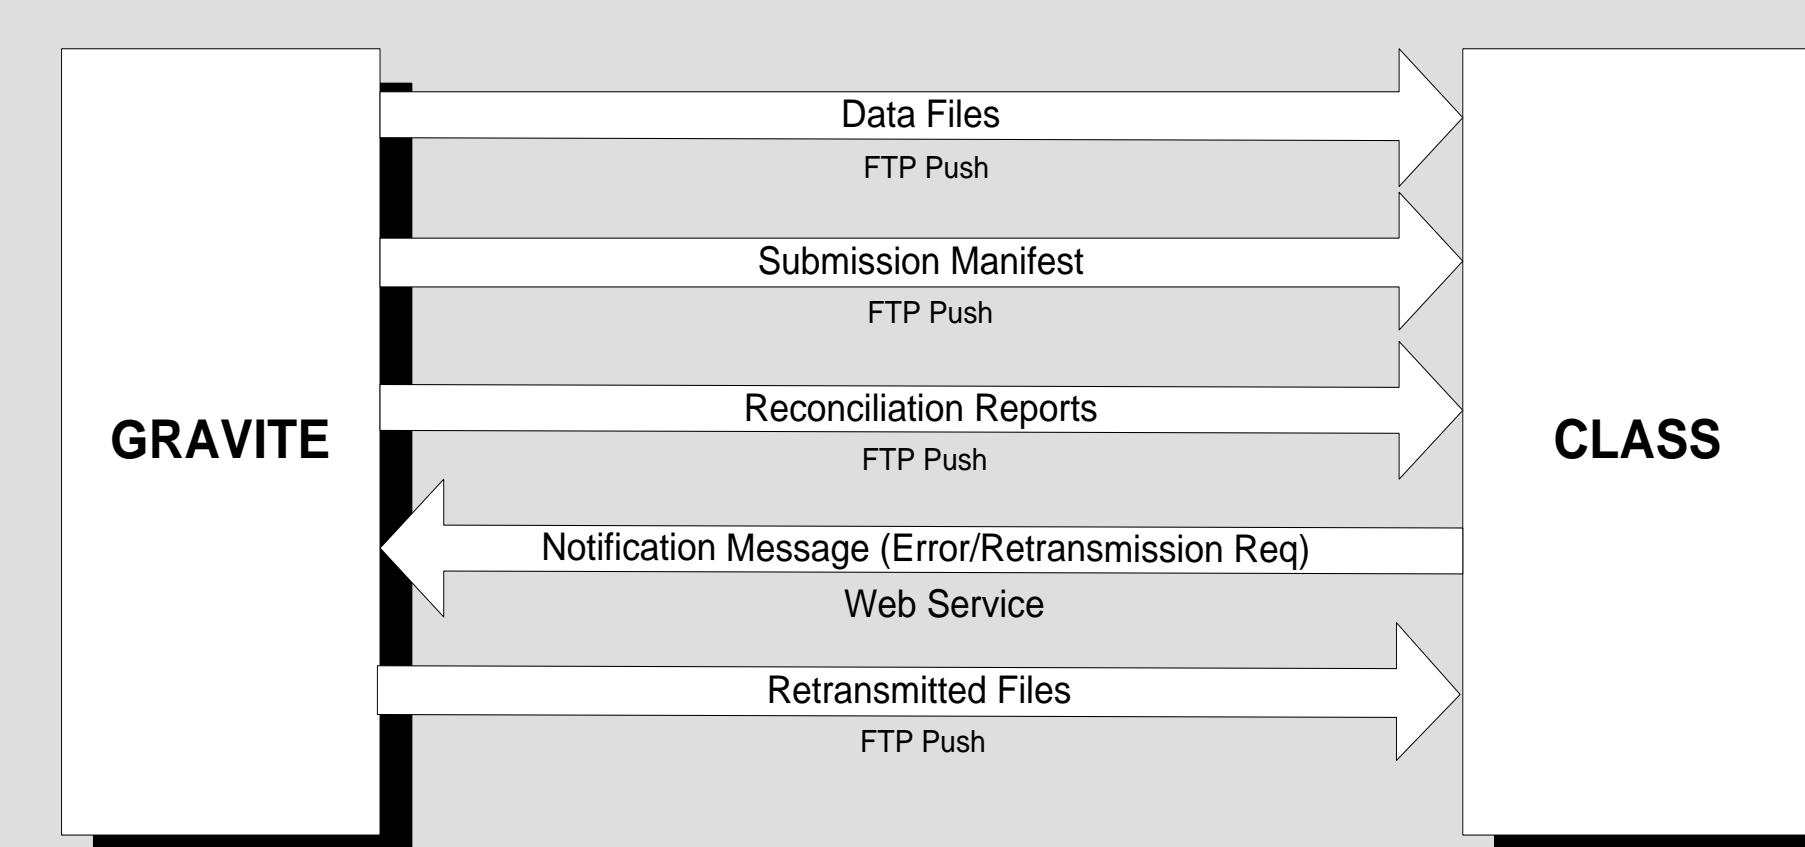 Data Files
FTP Push
Submission Manifest
FTP Push
Reconciliation Reports
GRAVITE
CLASS
FTP Push
Notification Message (Error/Retransmission Req)
Web Service
Retransmitted Files
FTP Push